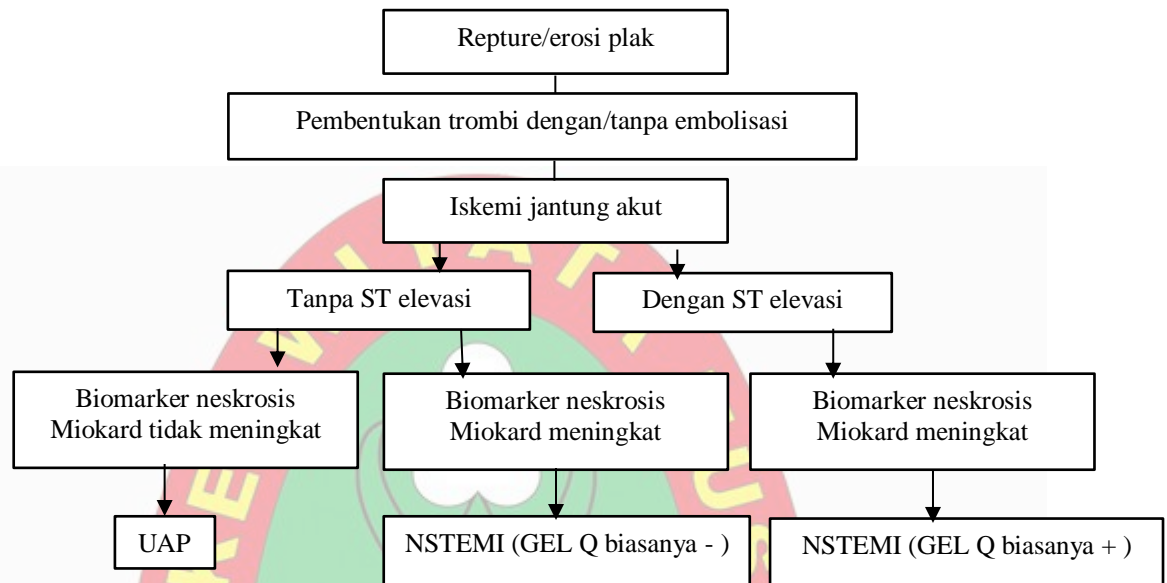 Repture/erosi plak
Pembentukan trombi dengan/tanpa embolisasi
Iskemi jantung akut
Tanpa ST elevasi
Dengan ST elevasi
Biomarker neskrosis
Miokard tidak meningkat
Biomarker neskrosis
Miokard meningkat
Biomarker neskrosis
Miokard meningkat
UAP
NSTEMI (GEL Q biasanya - )
NSTEMI (GEL Q biasanya + )